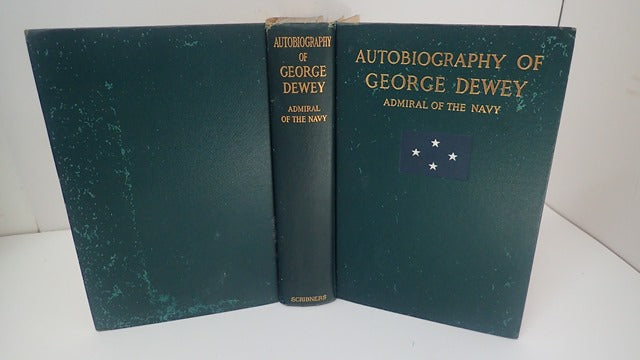 AUTOBIOGRAPHY
OF
GEORGE
DEWEY
ADMIRAL
OF THE NAVY
SCRIBNERS
AUTOBIOGRAPHY OF
GEORGE DEWEY
ADMIRAL OF THE NAVY